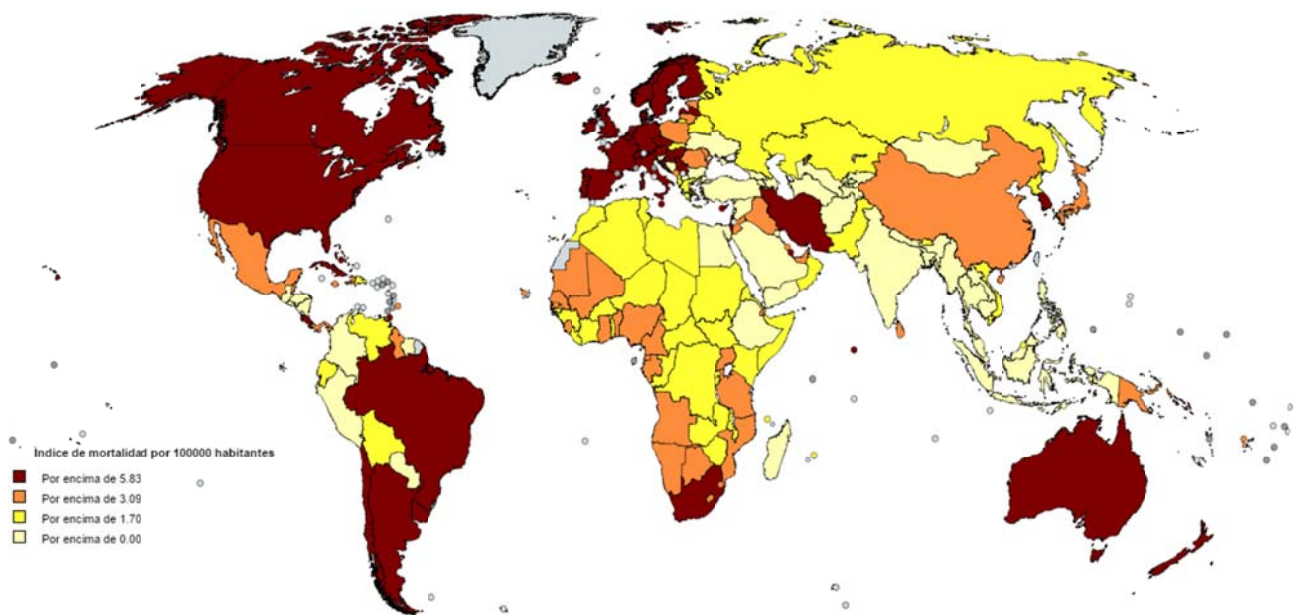 Índice de mortalidad por 100000 habitantes
Por encima de 5.83
Por encima de 3.09
Por encima de 1.70
Por encima de 0.00